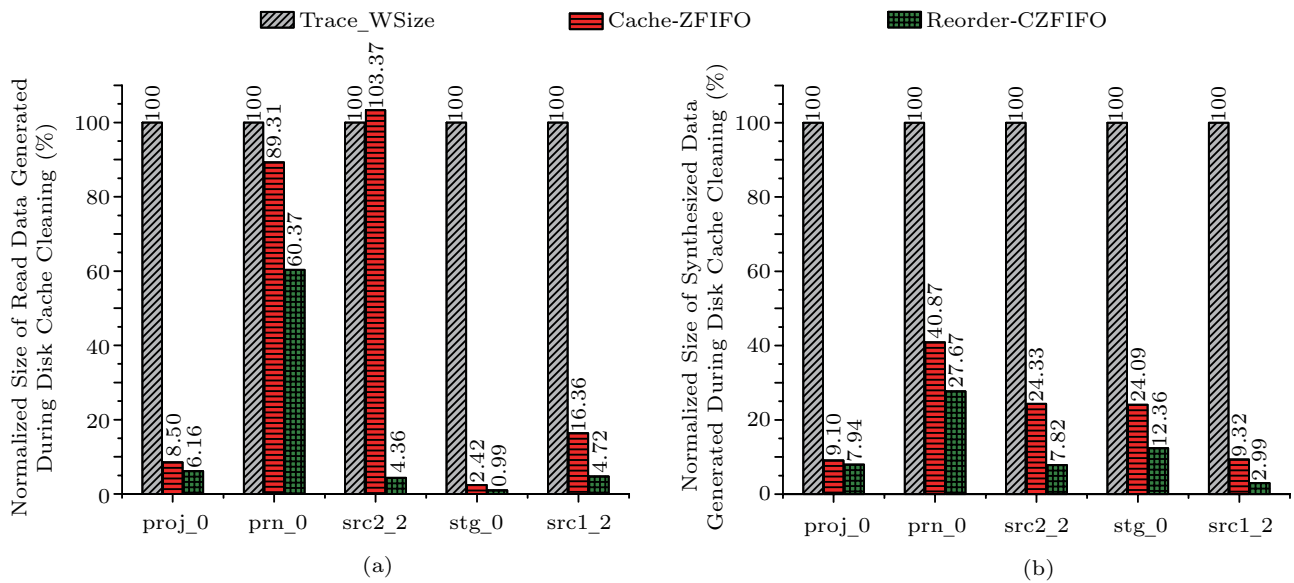 Trace_WSize Cache-ZFIFO Reorder-CZFIFO
Normalized Size of Read Data Generated
During Disk Cache Cleaning (%)
100
80
60
40
20
0
100 8.50 6.16
100 89.31 60.37
100 103.37 4.36
100 2.42 0.99
100 16.36 4.72
proj_0 prn_0 src2_2 stg_0 src1_2
(a)
Normalized Size of Synthesized Data
Generated During Disk Cache Cleaning (%)
100
80
60
40
20
0
100 9.10 7.94
100 40.87 27.67
100 24.33 7.82
100 24.09 12.36
100 9.32 2.99
proj_0 prn_0 src2_2 stg_0 src1_2
(b)